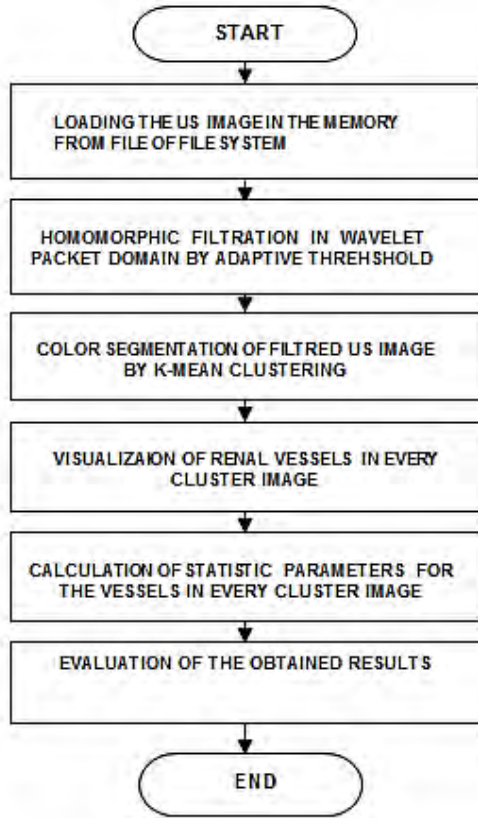 START
LOADING THE US IMAGE IN THE MEMORY
FROM FILE OF FILE SYSTEM
HOMOMORPHIC FILTRATION IN WAVELET
PACKET DOMAIN BY ADAPTIVE THREHSHOLD
COLOR SEGMENTATION OF FILTRED US IMAGE
BY K-MEAN CLUSTERING
VISUALIZAION OF RENAL VESSELS IN EVERY
CLUSTER IMAGE
CALCULATION OF STATISTIC PARAMETERS FOR
THE VESSELS IN EVERY CLUSTER IMAGE
EVALUATION OF THE OBTAINED RESULTS
END